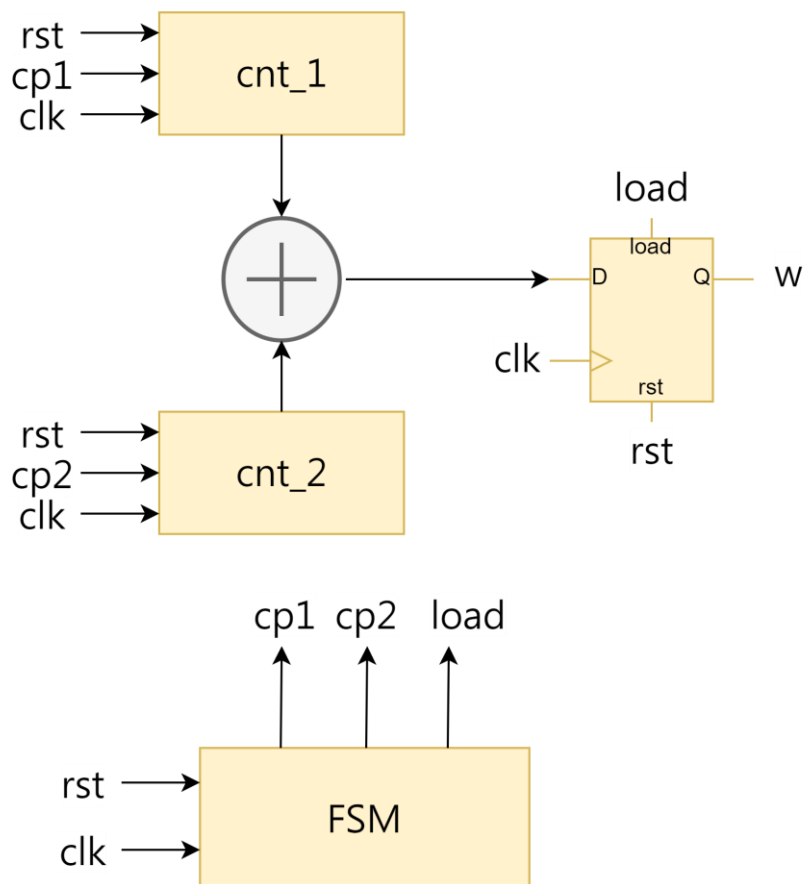 rst
cp1
clk
cnt_1
load
load
D
Q
w
clk
rst
rst
rst
cp2
clk
cnt_2
cp1 cp2 load
rst
clk
FSM